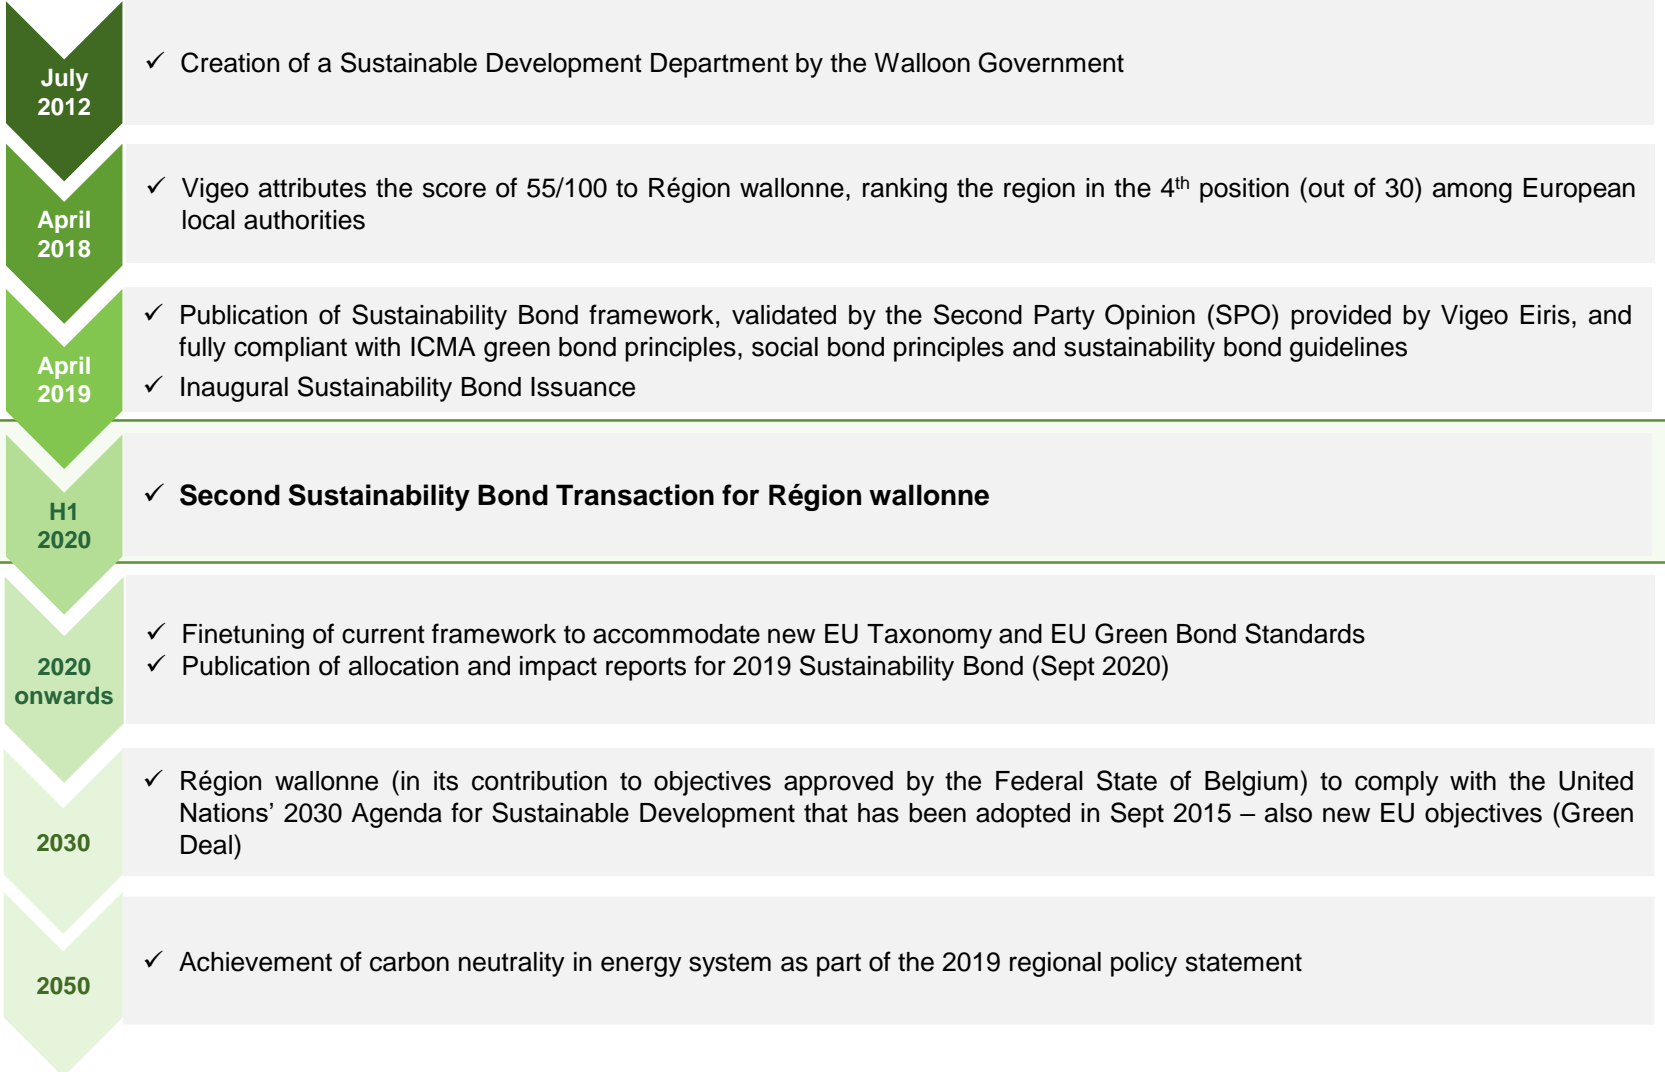 July
2012
✓ Creation of a Sustainable Development Department by the Walloon Government
April
2018
✓ Vigeo attributes the score of 55/100 to Région wallonne, ranking the region in the 4th position (out of 30) among European
local authorities
April
2019
✓ Publication of Sustainability Bond framework, validated by the Second Party Opinion (SPO) provided by Vigeo Eiris, and
fully compliant with ICMA green bond principles, social bond principles and sustainability bond guidelines
✓ Inaugural Sustainability Bond Issuance
H1
2020
✓ Second Sustainability Bond Transaction for Région wallonne
2020
onwards
✓ Finetuning of current framework to accommodate new EU Taxonomy and EU Green Bond Standards
✓ Publication of allocation and impact reports for 2019 Sustainability Bond (Sept 2020)
2030
✓ Région wallonne (in its contribution to objectives approved by the Federal State of Belgium) to comply with the United
Nations’ 2030 Agenda for Sustainable Development that has been adopted in Sept 2015 – also new EU objectives (Green
Deal)
2050
✓ Achievement of carbon neutrality in energy system as part of the 2019 regional policy statement